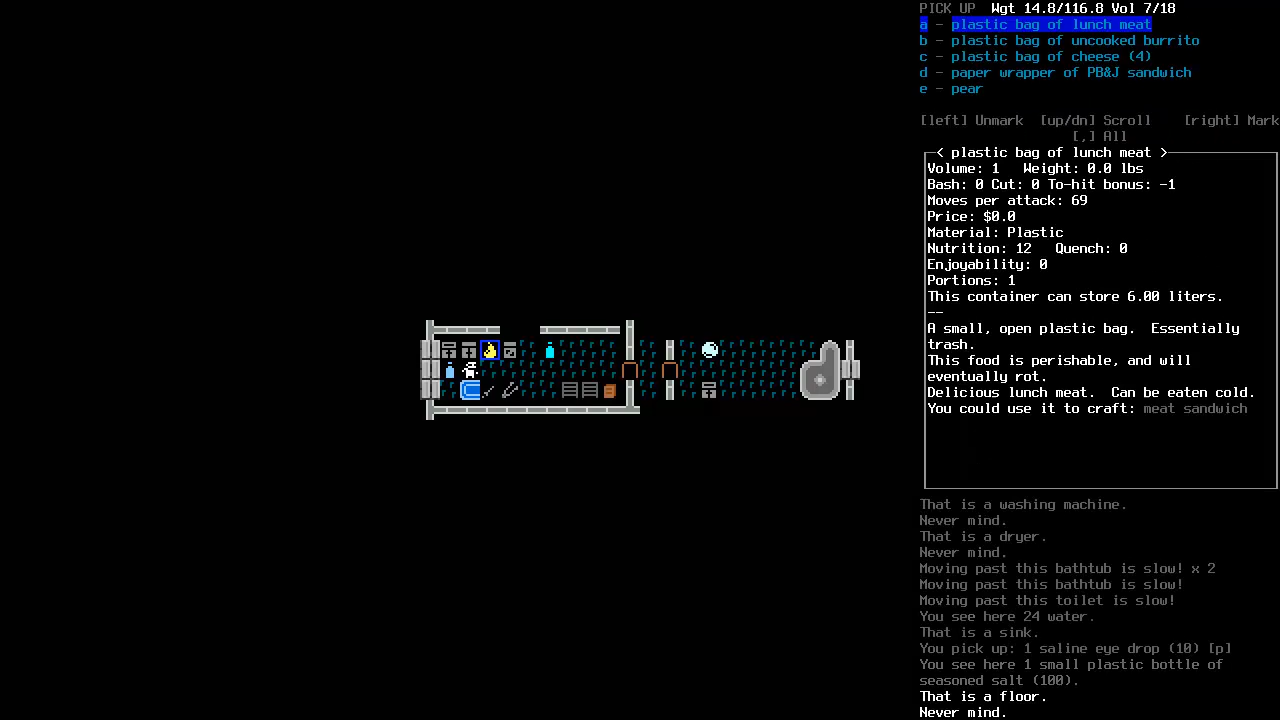 PICK UP  Wgt 14.8/116.8 Vol 7/18
a - plastic bag of lunch meat
b - plastic bag of uncooked burrito
c - plastic bag of cheese (4)
d - paper wrapper of PB&J sandwich
e - pear
[left] Unmark  [up/dn] Scroll    [right] Mark
[,] All
< plastic bag of lunch meat >
Volume: 1   Weight: 0.0 lbs
Bash: 0 Cut: 0 To-hit bonus: -1
Moves per attack: 69
Price: $0.0
Material: Plastic
Nutrition: 12   Quench: 0
Enjoyability: 0
Portions: 1
This container can store 6.00 liters.
--
A small, open plastic bag.  Essentially
trash.
This food is perishable, and will
eventually rot.
Delicious lunch meat.  Can be eaten cold.
You could use it to craft: meat sandwich
That is a washing machine.
Never mind.
That is a dryer.
Never mind.
Moving past this bathtub is slow! x 2
Moving past this bathtub is slow!
Moving past this toilet is slow!
You see here 24 water.
That is a sink.
You pick up: 1 saline eye drop (10) [p]
You see here 1 small plastic bottle of
seasoned salt (100).
That is a floor.
Never mind.